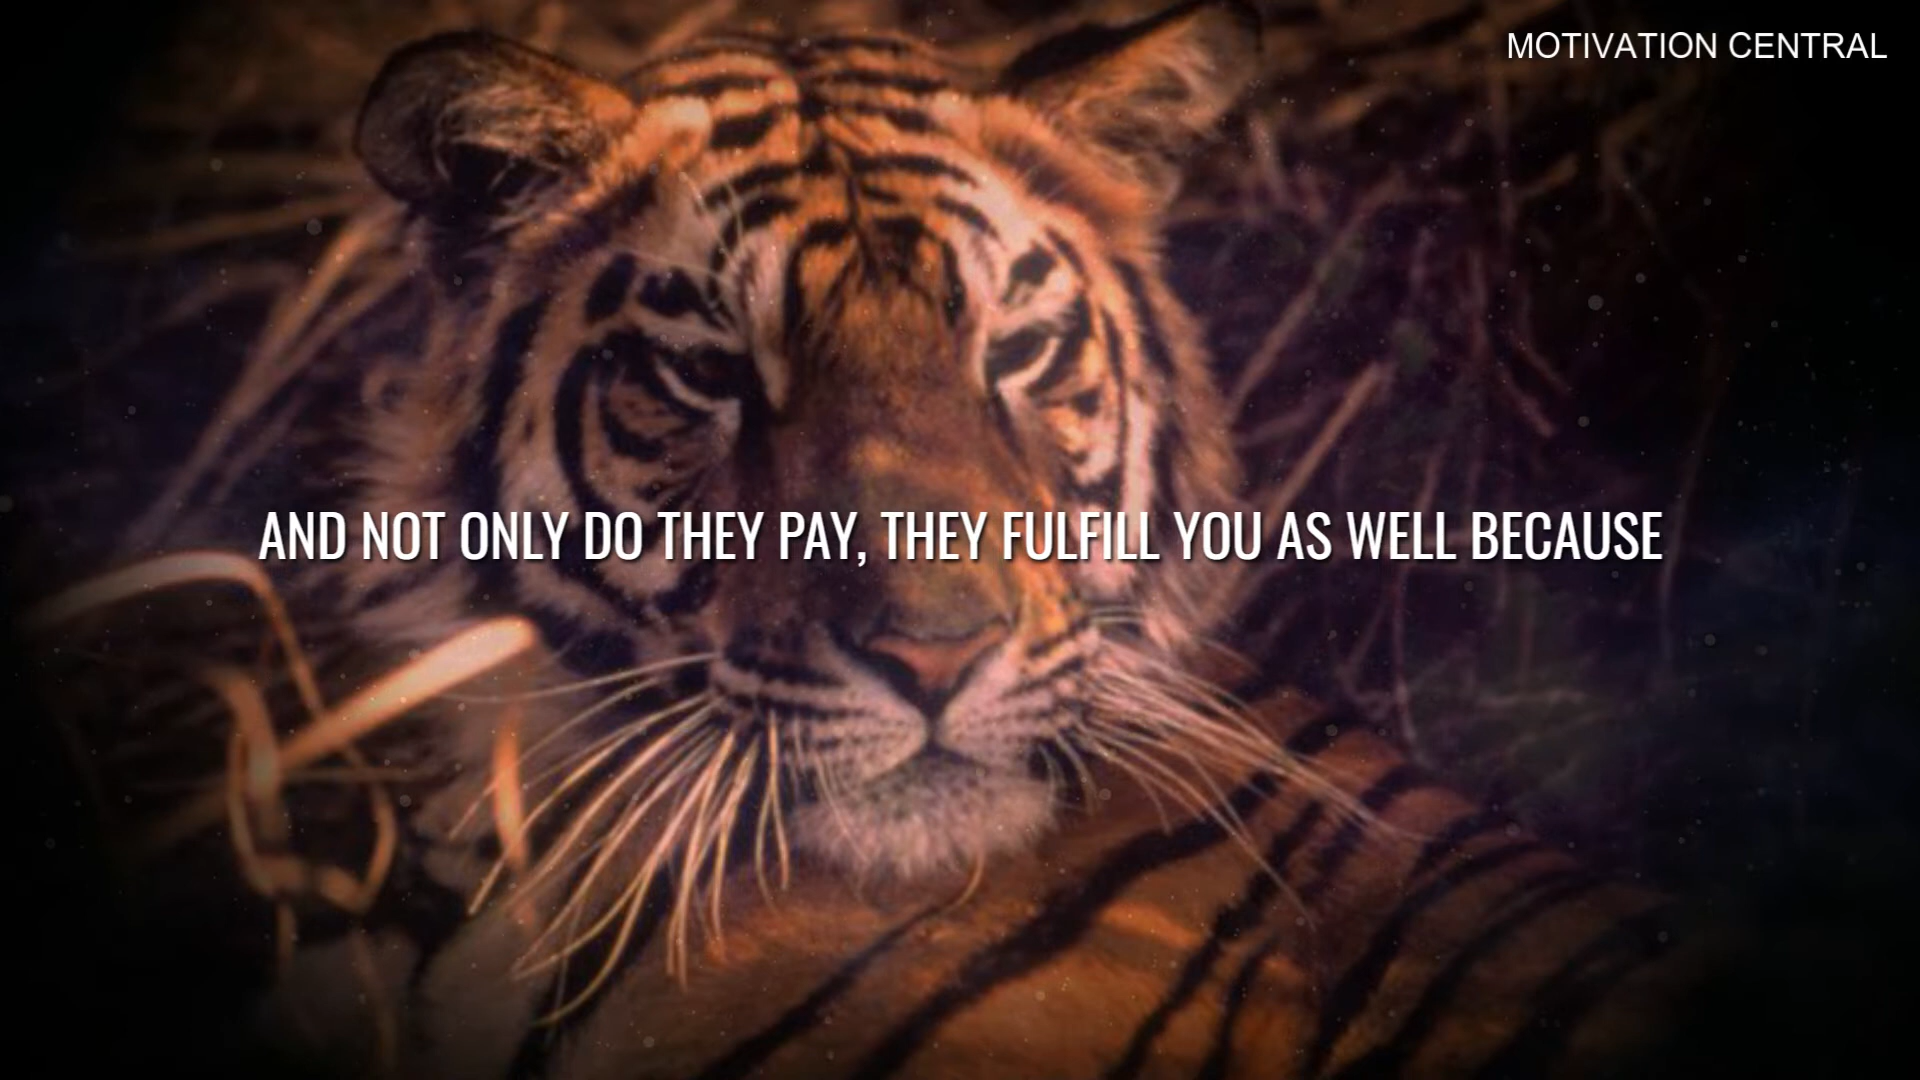 MOTIVATION CENTRAL
AND NOT ONLY DO THEY PAY, THEY FULFILL YOU AS WELL BECAUSE